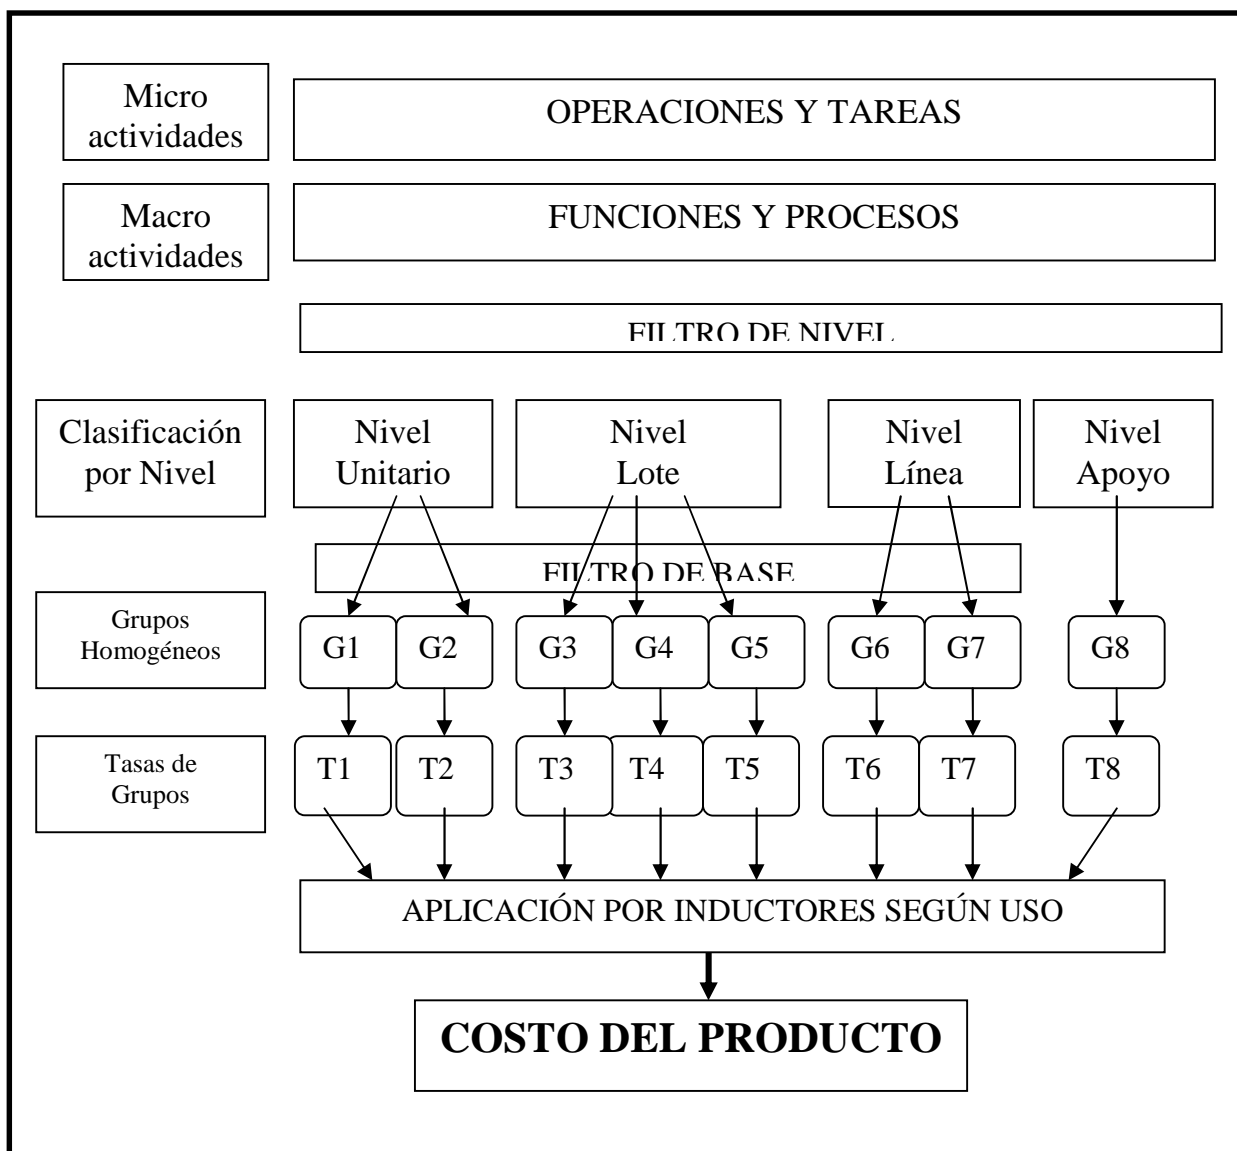 Micro
actividades
OPERACIONES Y TAREAS
Macro
actividades
FUNCIONES Y PROCESOS
FILTRO DE NIVEL
Clasificación
por Nivel
Nivel
Unitario
Nivel
Lote
Nivel
Línea
Nivel
Apoyo
FILTRO DE BASE
Grupos
Homogéneos
G1
G2
G3
G4
G5
G6
G7
G8
Tasas de
Grupos
T1
T2
T3
T4
T5
T6
T7
T8
APLICACIÓN POR INDUCTORES SEGÚN USO
COSTO DEL PRODUCTO